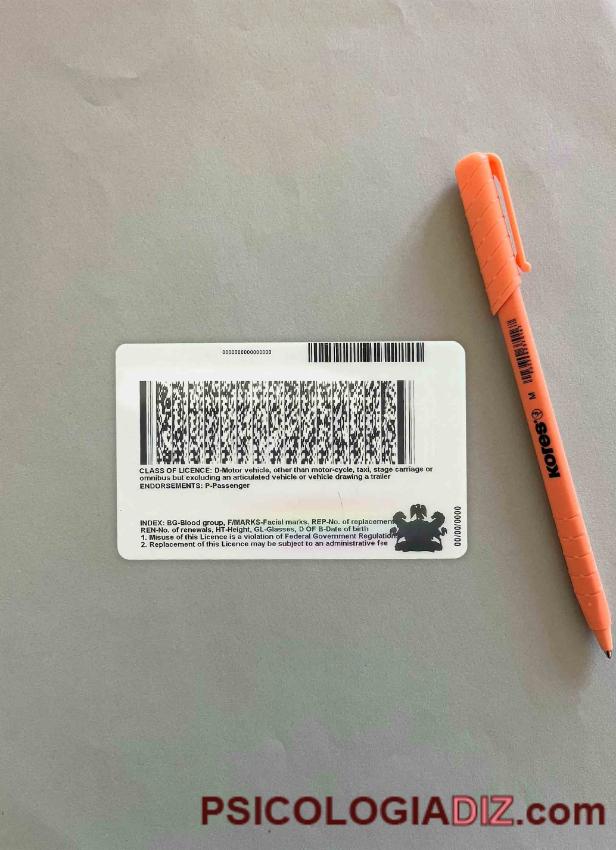 0000000000000000
CLASS OF LICENCE: D-Motor vehicle, other than motor-cycle, taxi, stage carriage or
omnibus but excluding an articulated vehicle or vehicle drawing a trailer
ENDORSEMENTS: P-Passenger
INDEX: BG-Blood group, F/MARKS-Facial marks, REP-No. of replacement
REN-No. of renewals, HT-Height, GL-Glasses, D OF B-Date of birth
1. Misuse of this Licence is a violation of Federal Government Regulation
2. Replacement of this Licence may be subject to an administrative fee
00/00/0000
kores
M
PSICOLOGIADIZ.com